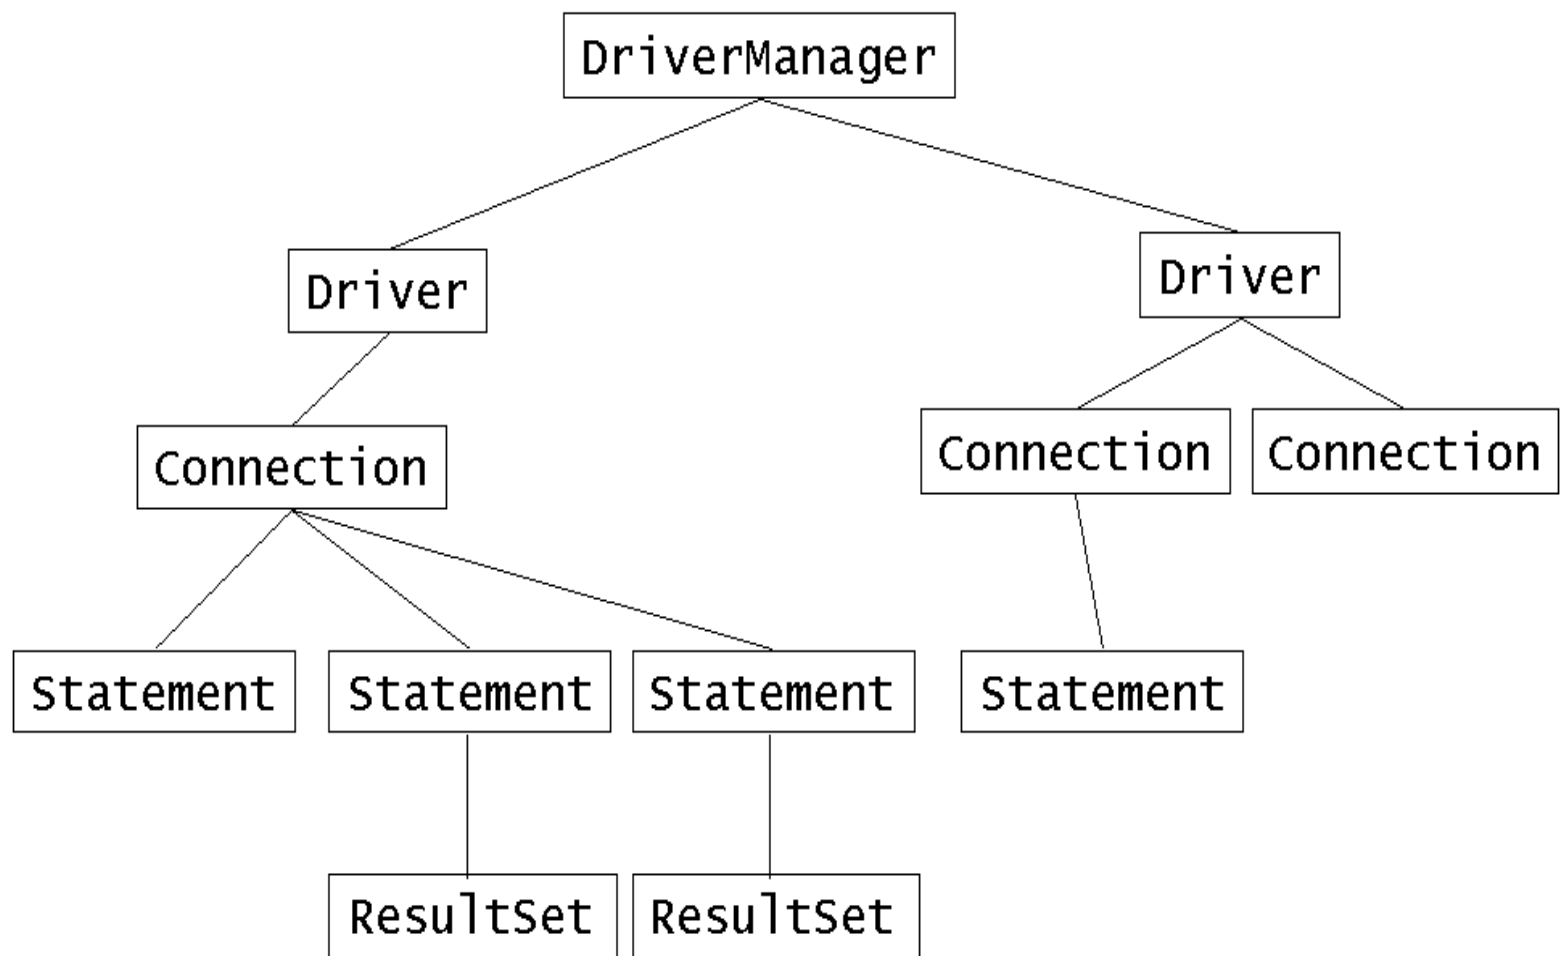 DriverManager
Driver
Driver
Connection
Connection
Connection
Statement
Statement
Statement
Statement
ResultSet
ResultSet